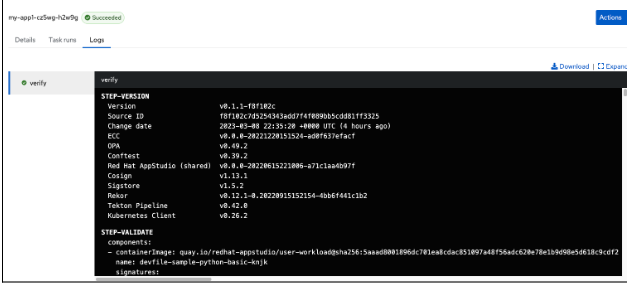 my-app1-cz5wg-h2w9g Succeeded
Actions
Details Task runs Logs
Download | Expand
verify
verify
STEP-VERSION
Version v0.1.1-f8f102c
Source ID f8f102c7d5254343add7f4f089bb5cdd81ff3325
Change date 2023-03-08 22:35:20 +0000 UTC (4 hours ago)
ECC v0.0.0-20221220151524-ad0f637efacf
OPA v0.49.2
Conftest v0.39.2
Red Hat AppStudio (shared) v0.0.0-20220615221006-a71c1aa4b97f
Cosign v1.13.1
Sigstore v1.5.2
Rekor v0.12.1-0.20220915152154-4bb6f441c1b2
Tekton Pipeline v0.42.0
Kubernetes Client v0.26.2
STEP-VALIDATE
components:
- containerImage: quay.io/redhat-appstudio/user-workload@sha256:5aaad8001896dc701ea8cdac851097a48f56adc620e78e1b9d98e5d618c9cdf2
name: devfile-sample-python-basic-knjk
signatures: